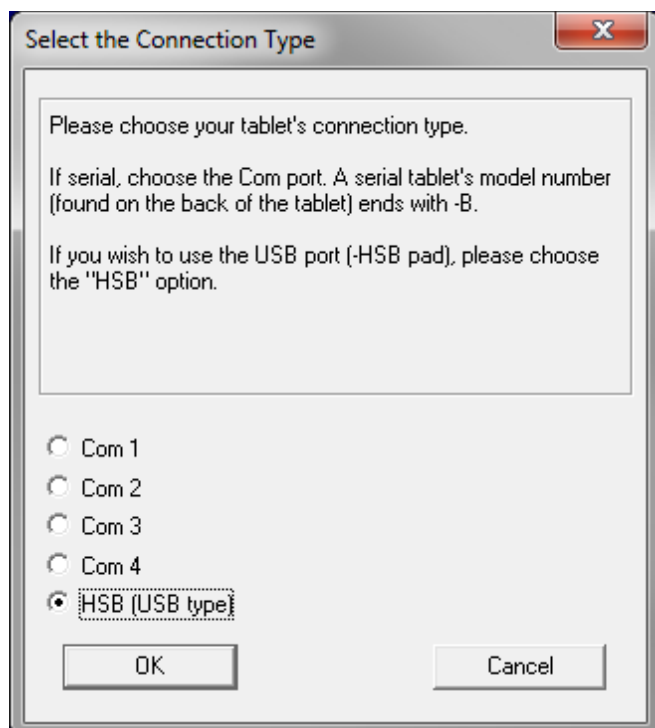 Select the Connection Type
Please choose your tablet's connection type.
If serial, choose the Com port. A serial tablet's model number
(found on the back of the tablet) ends with -B.
If you wish to use the USB port (-HSB pad), please choose
the "HSB" option.
Com 1
Com 2
Com 3
Com 4
HSB (USB type)
OK
Cancel